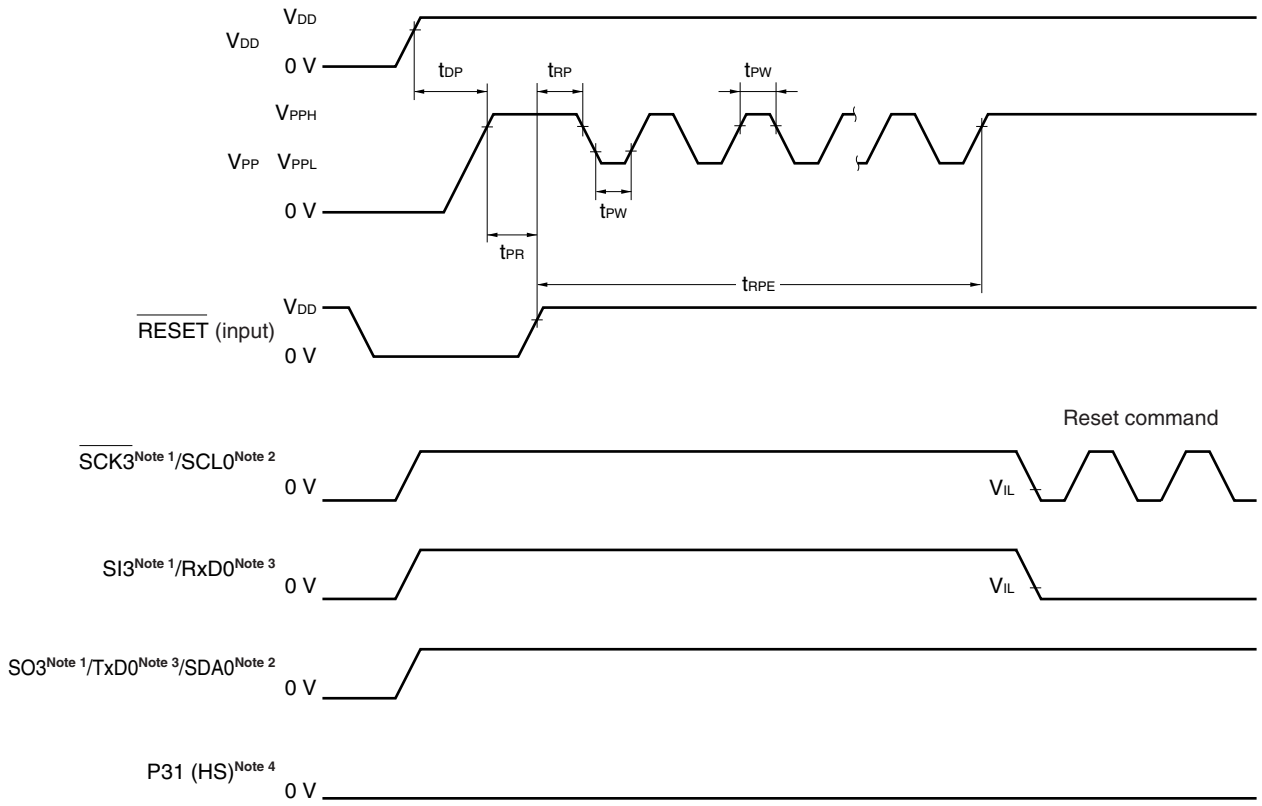 VDD
VDD
0 V
tDP
tRP
tPW
VPPH
VPP VPPL
tPW
0 V
tPR
tRPE
VDD
RESET (input)
0 V
Reset command
SCK3Note 1/SCL0Note 2
0 V
VIL
SI3Note 1/RxD0Note 3
0 V
VIL
SO3Note 1/TxD0Note 3/SDA0Note 2
0 V
P31 (HS)Note 4
0 V